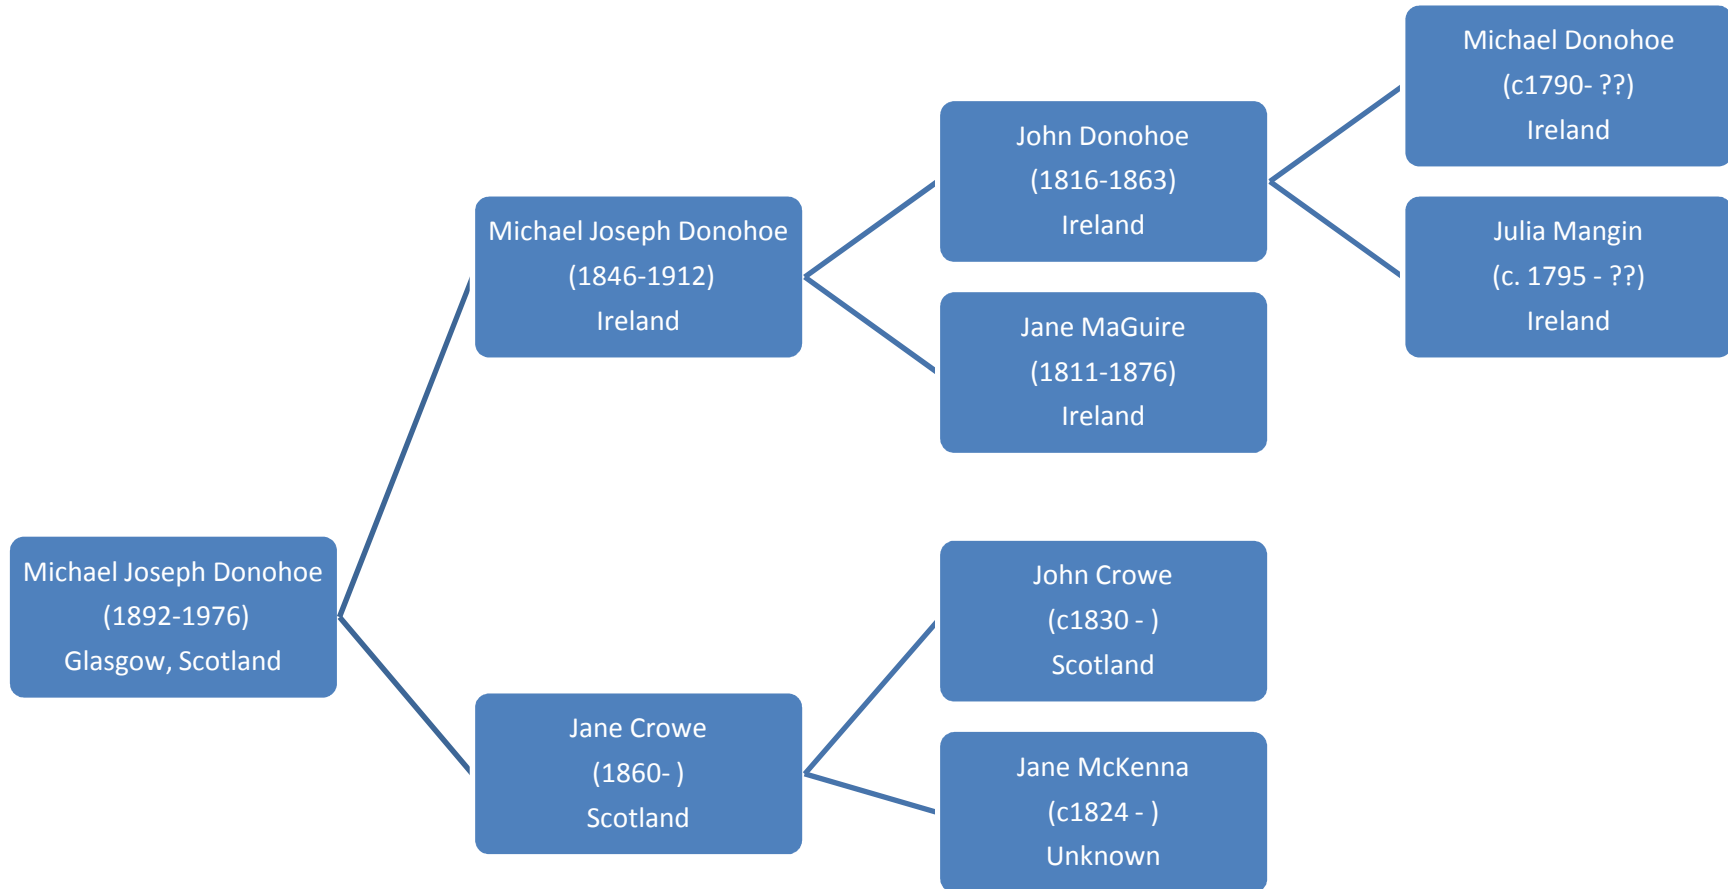 Michael Donohoe
(c1790- ??)
Ireland
John Donohoe
(1816-1863)
Ireland
Michael Joseph Donohoe
(1846-1912)
Ireland
Julia Mangin
(c. 1795 - ??)
Ireland
Jane MaGuire
(1811-1876)
Ireland
Michael Joseph Donohoe
(1892-1976)
Glasgow, Scotland
John Crowe
(c1830 - )
Scotland
Jane Crowe
(1860- )
Scotland
Jane McKenna
(c1824 - )
Unknown